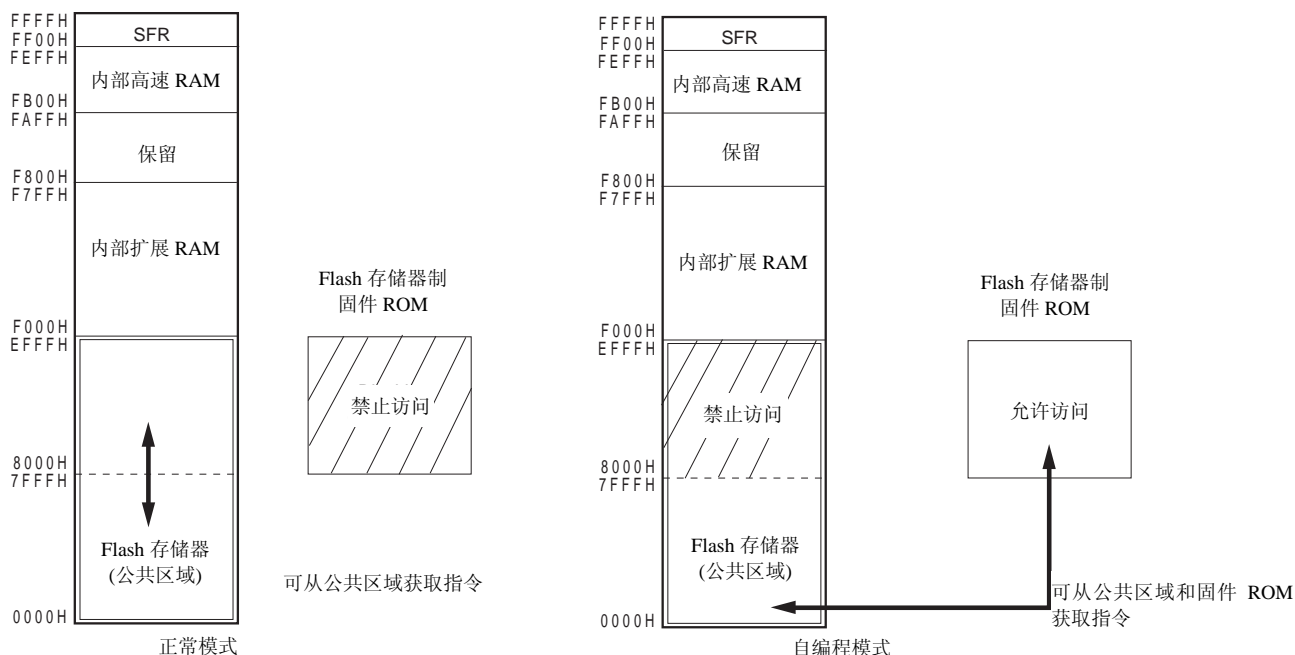 FFFFH
SFR
FF00H
FEFFH
内部高速 RAM
FB00H
FAFFH
保留
F800H
F7FFH
内部扩展 RAM
Flash 存储器制
固件 ROM
F000H
EFFFH
禁止访问
8000H
7FFFH
Flash 存储器
(公共区域)
可从公共区域获取指令
0000H
正常模式
FFFFH
SFR
FF00H
FEFFH
内部高速 RAM
FB00H
FAFFH
保留
F800H
F7FFH
内部扩展 RAM
Flash 存储器制
固件 ROM
F000H
EFFFH
禁止访问
允许访问
8000H
7FFFH
Flash 存储器
(公共区域)
可从公共区域和固件 ROM
获取指令
0000H
自编程模式